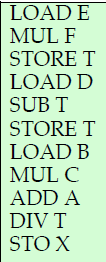 LOAD E
MUL F
STORE T
LOAD D
SUB T
STORE T
LOAD B
MUL C
ADD A
DIV T
STO X